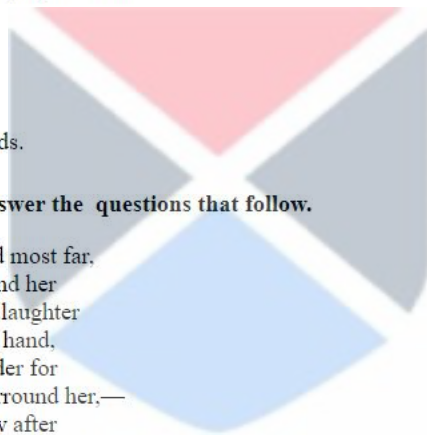 ds.
swer the questions that follow.
d most far,
nd her
laughter
hand,
der for
rround her,—
v after